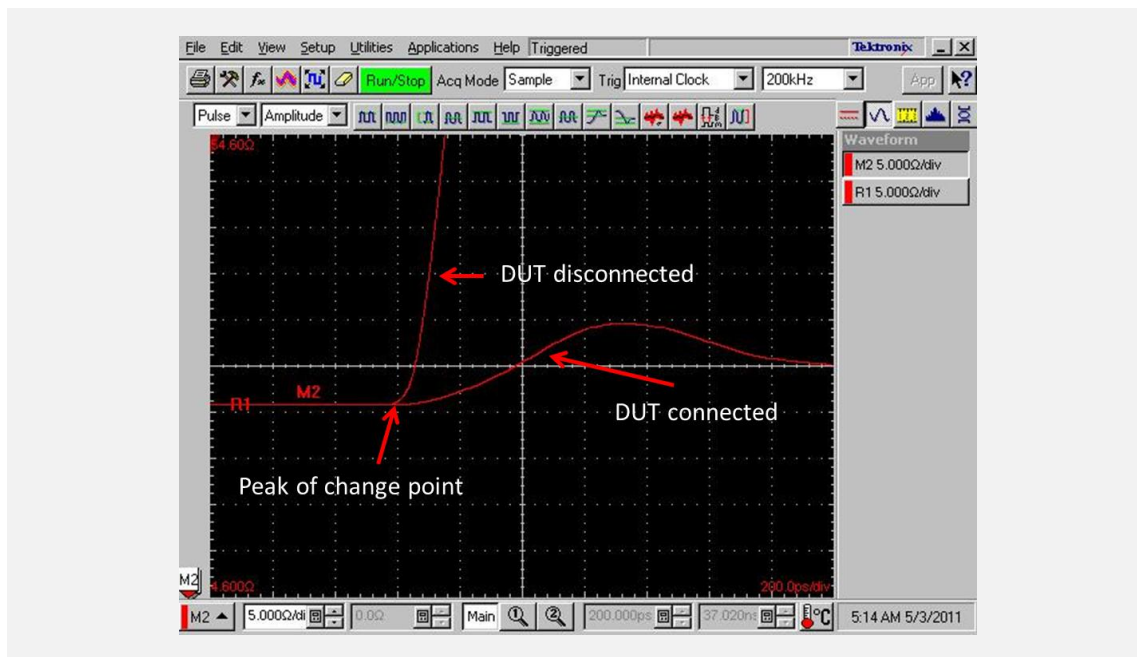 File Edit View Setup Utilities Applications Help Triggered Tektronix
Run/Stop Acq Mode Sample Trig Internal Clock 200kHz App
Pulse Amplitude
54.60Ω
Waveform
M2 5.000Ω/div
R1 5.000Ω/div
DUT disconnected
M2
R1
DUT connected
Peak of change point
M2
4.600Ω
200.0ps/div
M2 5.000Ω/di 0.0Ω Main 1 2 200.000ps 37.020n °C 5:14 AM 5/3/2011